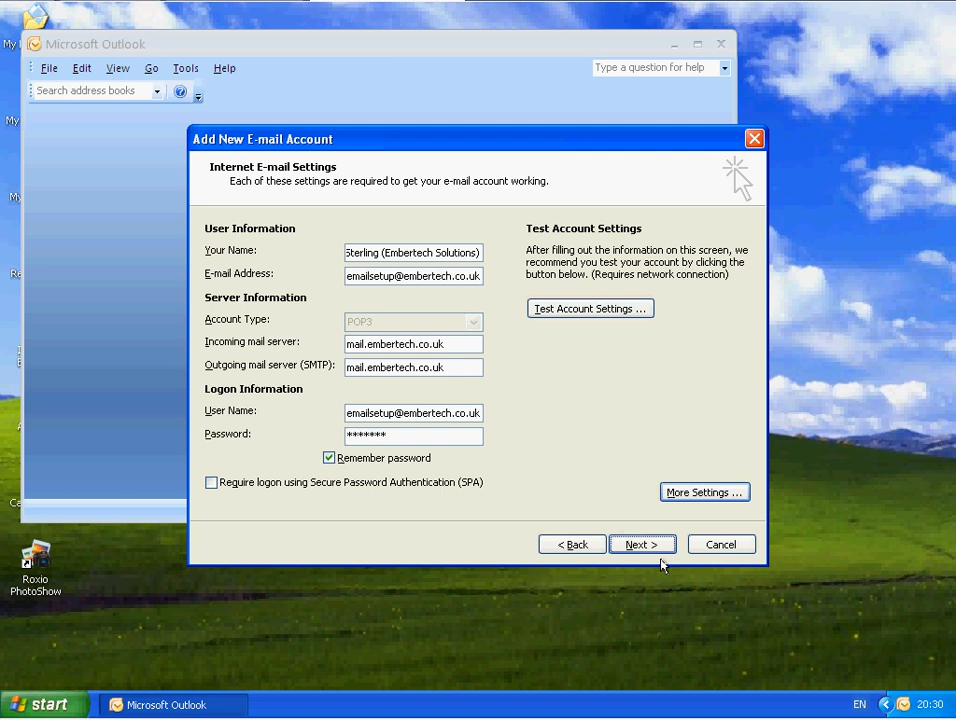 Microsoft Outlook
File Edit View Go Tools Help
Type a question for help
Search address books
My
My
My
Add New E-mail Account
Internet E-mail Settings
Each of these settings are required to get your e-mail account working.
User Information
Your Name:
Sterling (Embertech Solutions)
E-mail Address:
emailsetup@embertech.co.uk
Server Information
Account Type:
POP3
Incoming mail server:
mail.embertech.co.uk
Outgoing mail server (SMTP):
mail.embertech.co.uk
Logon Information
User Name:
emailsetup@embertech.co.uk
Password:
*******
Remember password
Require logon using Secure Password Authentication (SPA)
Test Account Settings
After filling out the information on this screen, we
recommend you test your account by clicking the
button below. (Requires network connection)
Test Account Settings ...
More Settings ...
< Back
Next >
Cancel
Roxio
PhotoShow
start
Microsoft Outlook
EN
20:30